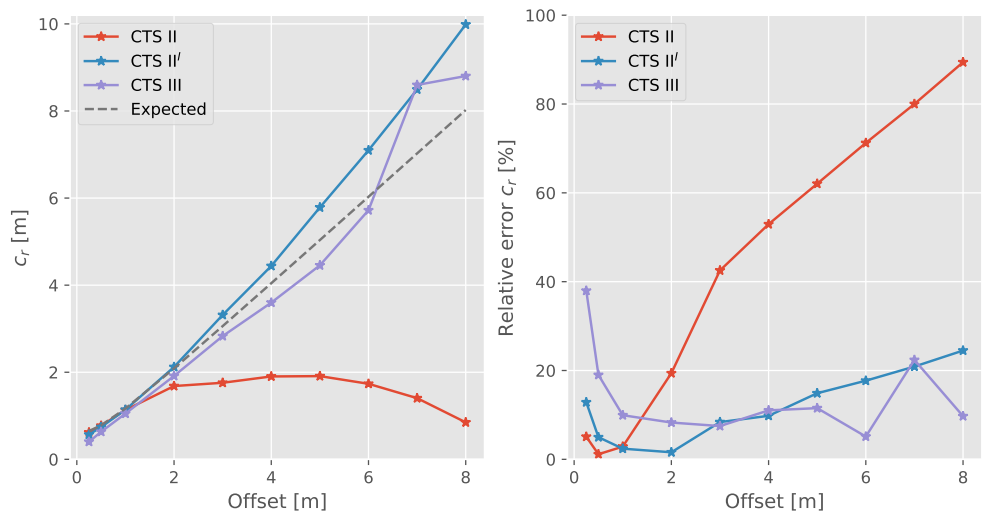 10
8
6
4
2
0
0
2
4
6
8
c_r [m]
Offset [m]
CTS II
CTS II^I
CTS III
Expected
100
80
60
40
20
0
0
2
4
6
8
Relative error c_r [%]
Offset [m]
CTS II
CTS II^I
CTS III